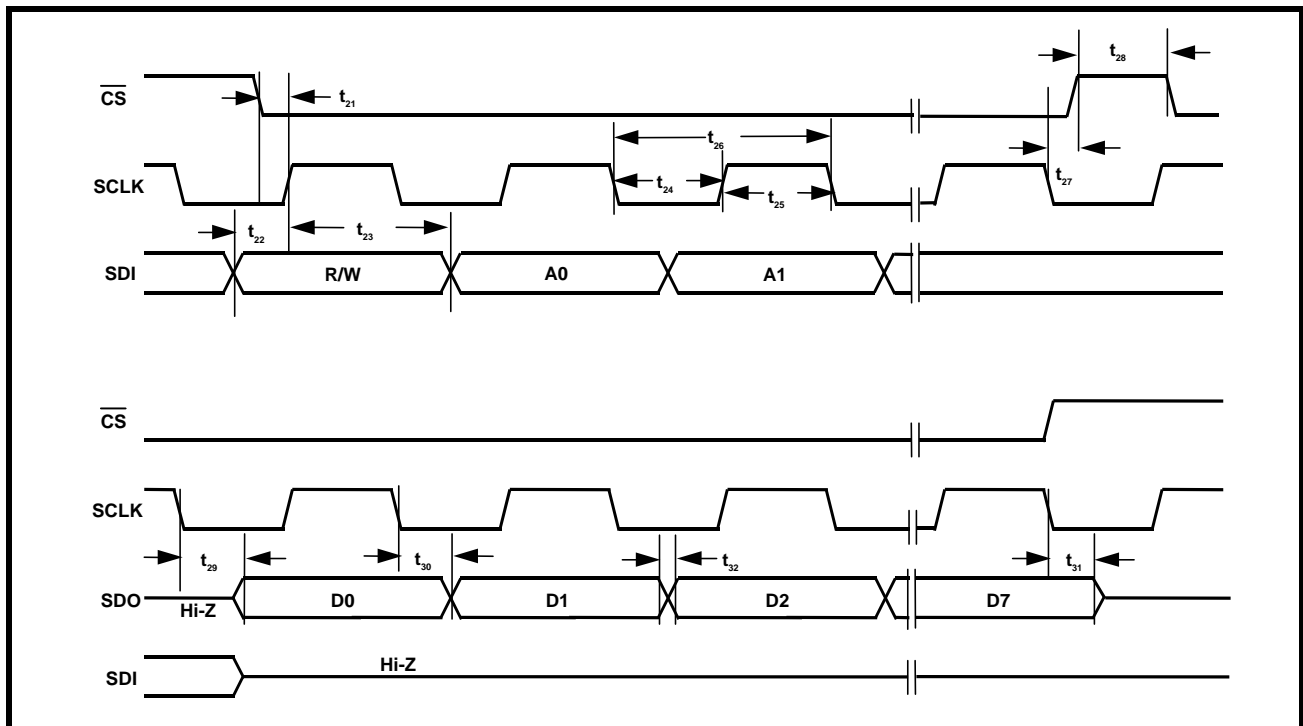 t28
CS
t21
t26
SCLK
t24
t25
t27
t22
t23
SDI
R/W
A0
A1
CS
SCLK
t29
t30
t32
t31
SDO
Hi-Z
D0
D1
D2
D7
SDI
Hi-Z